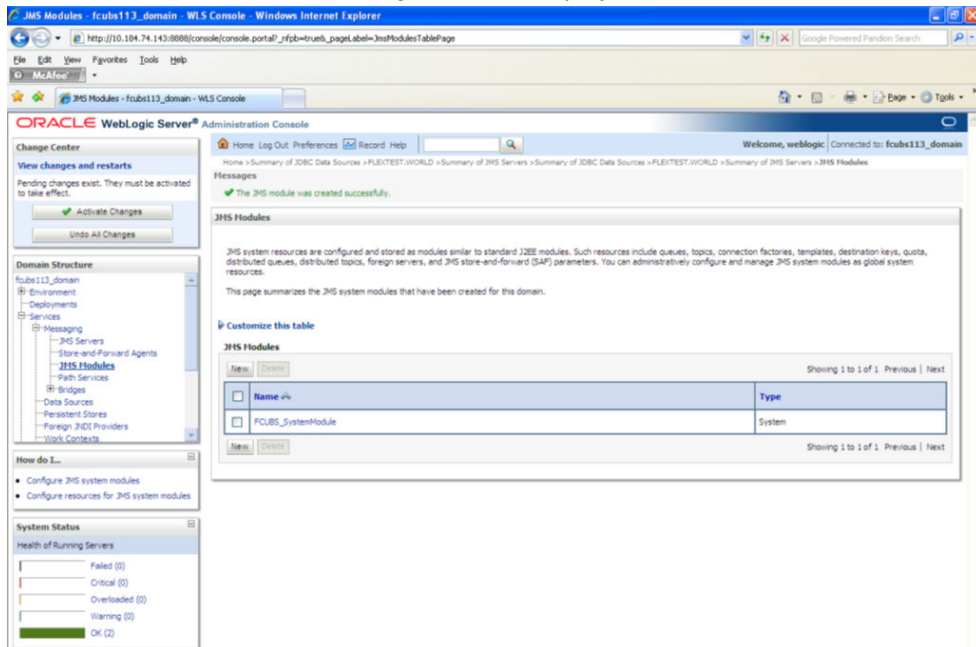 JMS Modules - fcubs113_domain - WLS Console - Windows Internet Explorer
http://10.184.74.143:8888/console/console.portal?_nfpb=true&_pageLabel=JmsModulesTablePage
Google Powered Pandion Search
File Edit View Favorites Tools Help
McAfee
JMS Modules - fcubs113_domain - WLS Console
Page Tools
ORACLE WebLogic Server® Administration Console
Change Center
View changes and restarts
Pending changes exist. They must be activated
to take effect.
Activate Changes
Undo All Changes
Domain Structure
fcubs113_domain
Environment
Deployments
Services
Messaging
JMS Servers
Store-and-Forward Agents
JMS Modules
Path Services
Bridges
Data Sources
Persistent Stores
Foreign JNDI Providers
Work Contexts
How do I...
Configure JMS system modules
Configure resources for JMS system modules
System Status
Health of Running Servers
Failed (0)
Critical (0)
Overloaded (0)
Warning (0)
OK (2)
Home Log Out Preferences Record Help
Welcome, weblogic Connected to: fcubs113_domain
Home >Summary of JDBC Data Sources >FLEXTEST.WORLD >Summary of JMS Servers >Summary of JDBC Data Sources >FLEXTEST.WORLD >Summary of JMS Servers >JMS Modules
Messages
The JMS module was created successfully.
JMS Modules
JMS system resources are configured and stored as modules similar to standard J2EE modules. Such resources include queues, topics, connection factories, templates, destination keys, quota,
distributed queues, distributed topics, foreign servers, and JMS store-and-forward (SAF) parameters. You can administratively configure and manage JMS system modules as global system
resources.
This page summarizes the JMS system modules that have been created for this domain.
Customize this table
JMS Modules
New Delete
Showing 1 to 1 of 1 Previous | Next
Name Type
FCUBS_SystemModule System
New Delete
Showing 1 to 1 of 1 Previous | Next